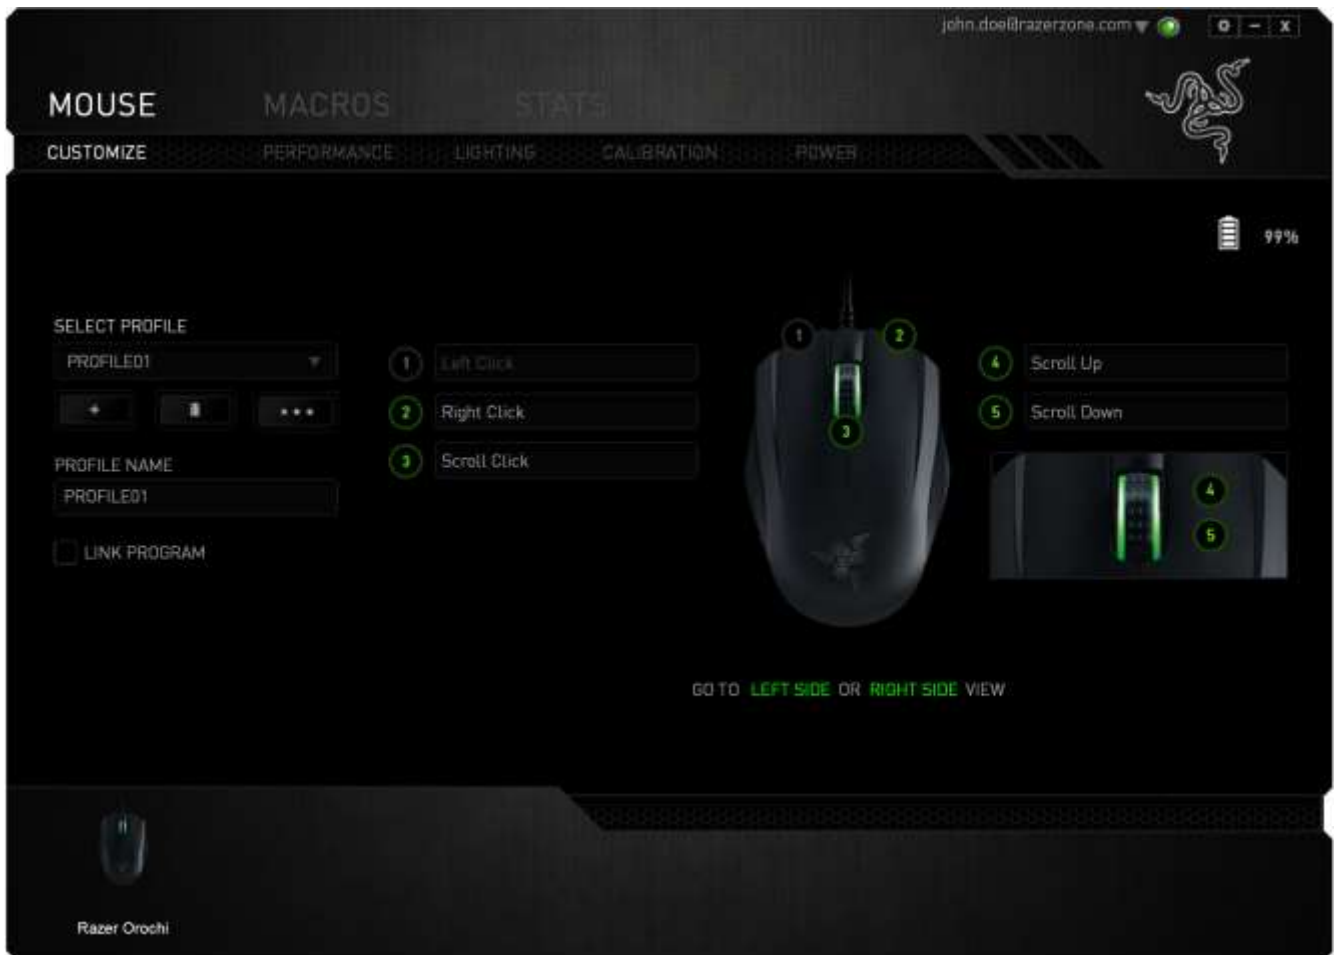 john.doe@razerzone.com
MOUSE MACROS STATS
CUSTOMIZE PERFORMANCE LIGHTING CALIBRATION POWER
99%
SELECT PROFILE
PROFILE01
PROFILE NAME
PROFILE01
LINK PROGRAM
1 Left Click
2 Right Click
3 Scroll Click
1
2
3
4 Scroll Up
5 Scroll Down
4
5
GO TO LEFT SIDE OR RIGHT SIDE VIEW
Razer Orochi